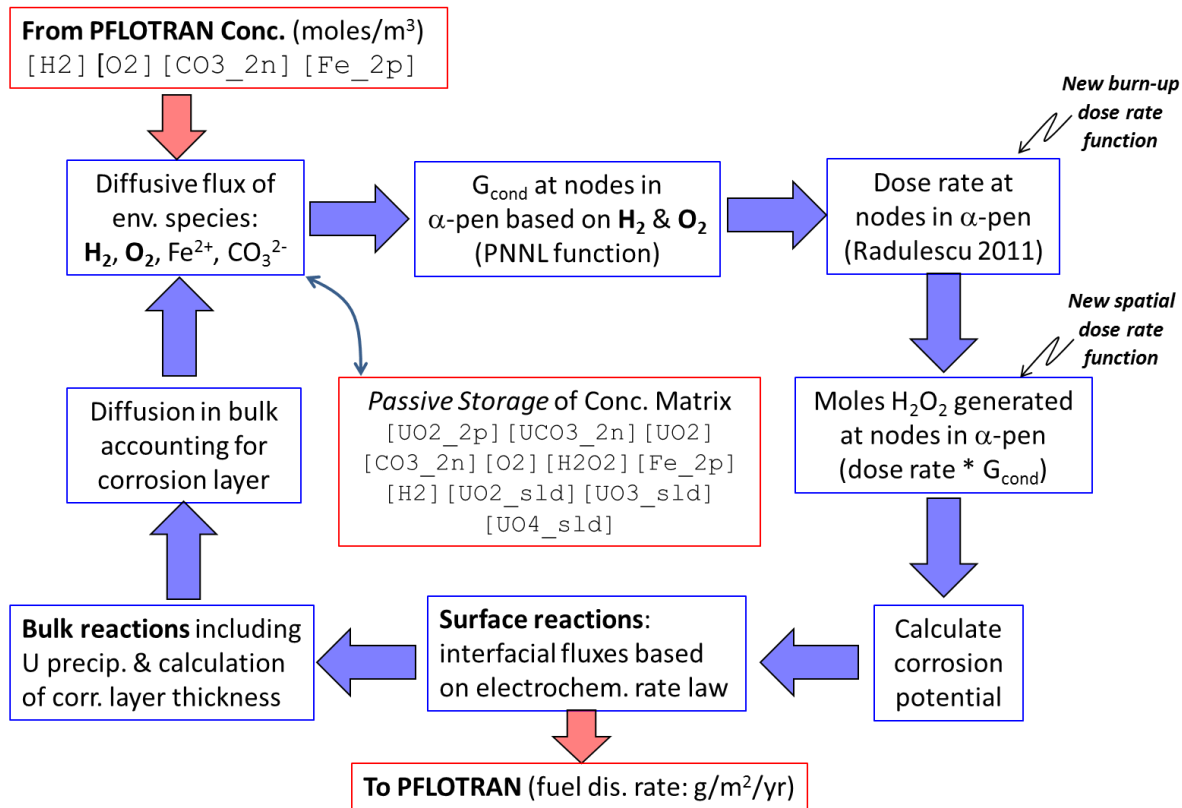 From PFLOTRAN Conc. (moles/m³)
[H2] [O2] [CO3_2n] [Fe_2p]
New burn-up
dose rate
function
Diffusive flux of
env. species:
H₂, O₂, Fe²⁺, CO₃²⁻
G_cond at nodes in
α-pen based on H₂ & O₂
(PNNL function)
Dose rate at
nodes in α-pen
(Radulescu 2011)
New spatial
dose rate
function
Diffusion in bulk
accounting for
corrosion layer
Passive Storage of Conc. Matrix
[UO2_2p][UCO3_2n][UO2]
[CO3_2n][O2][H2O2][Fe_2p]
[H2][UO2_sld][UO3_sld]
[UO4_sld]
Moles H₂O₂ generated
at nodes in α-pen
(dose rate * G_cond)
Bulk reactions including
U precip. & calculation
of corr. layer thickness
Surface reactions:
interfacial fluxes based
on electrochem. rate law
Calculate
corrosion
potential
To PFLOTRAN (fuel dis. rate: g/m²/yr)